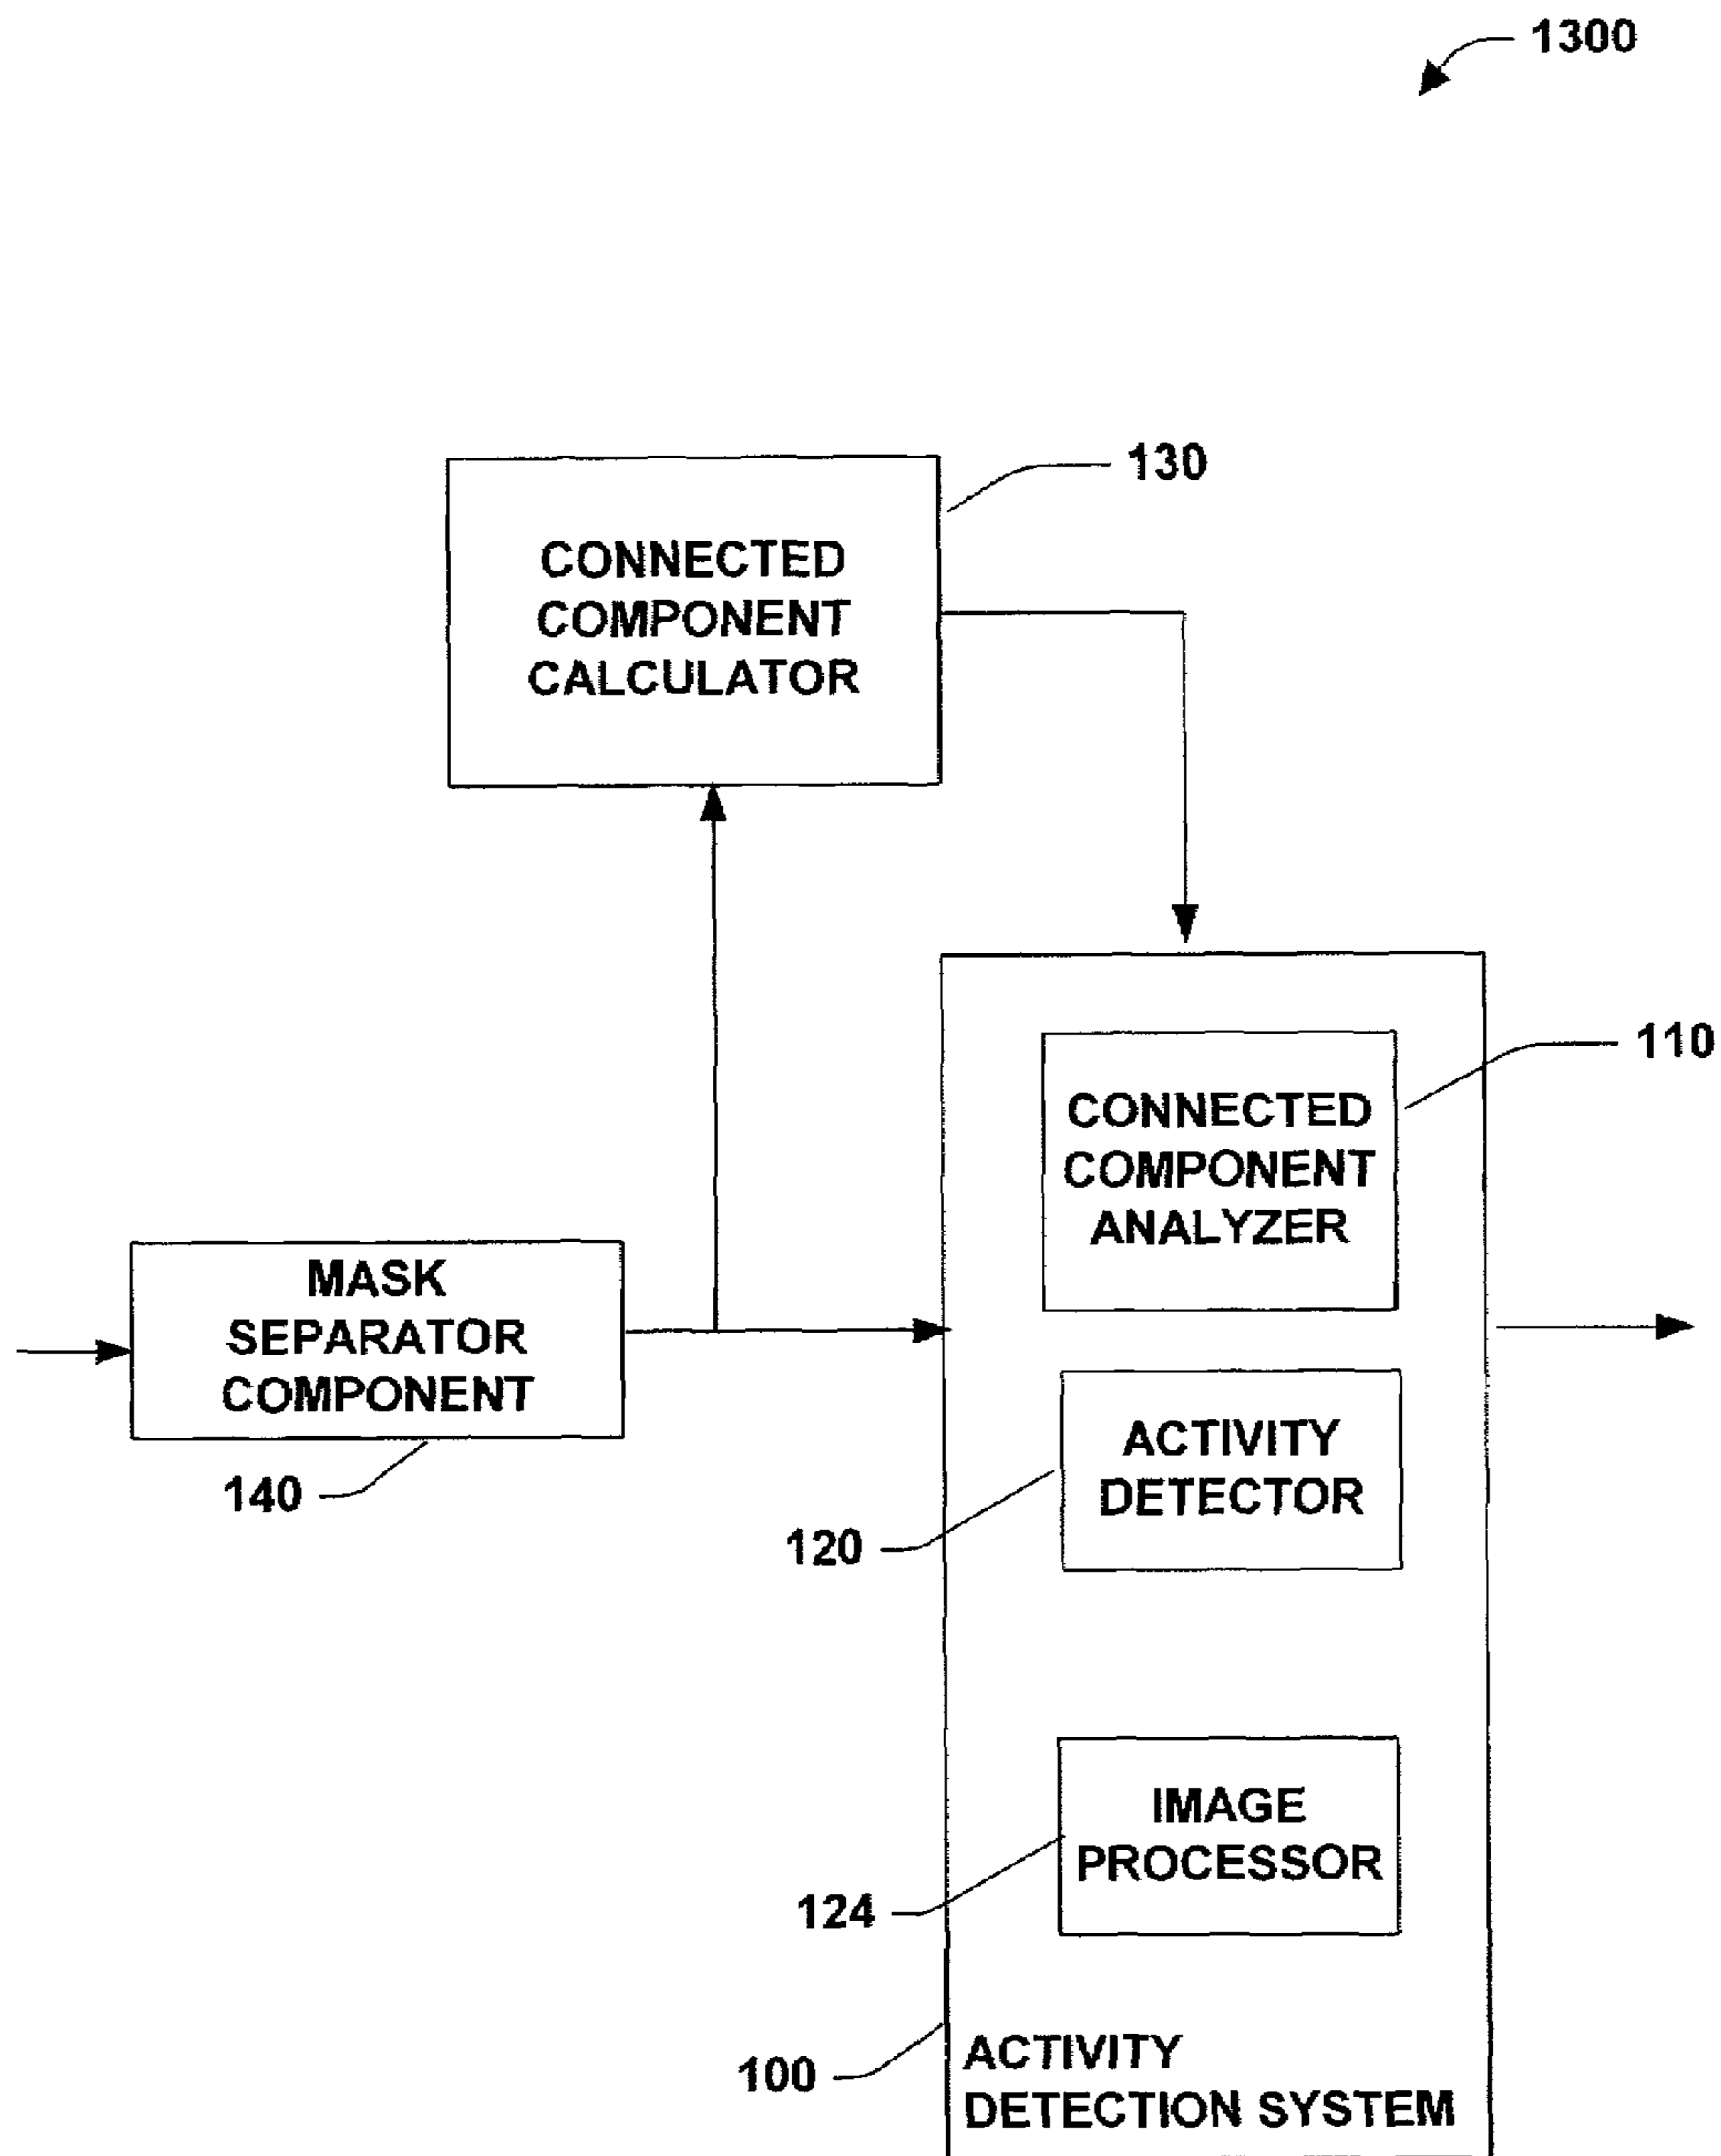 1300
130
CONNECTED
COMPONENT
CALCULATOR
110
CONNECTED
COMPONENT
ANALYZER
MASK
SEPARATOR
COMPONENT
140
ACTIVITY
DETECTOR
120
IMAGE
PROCESSOR
124
100
ACTIVITY
DETECTION SYSTEM